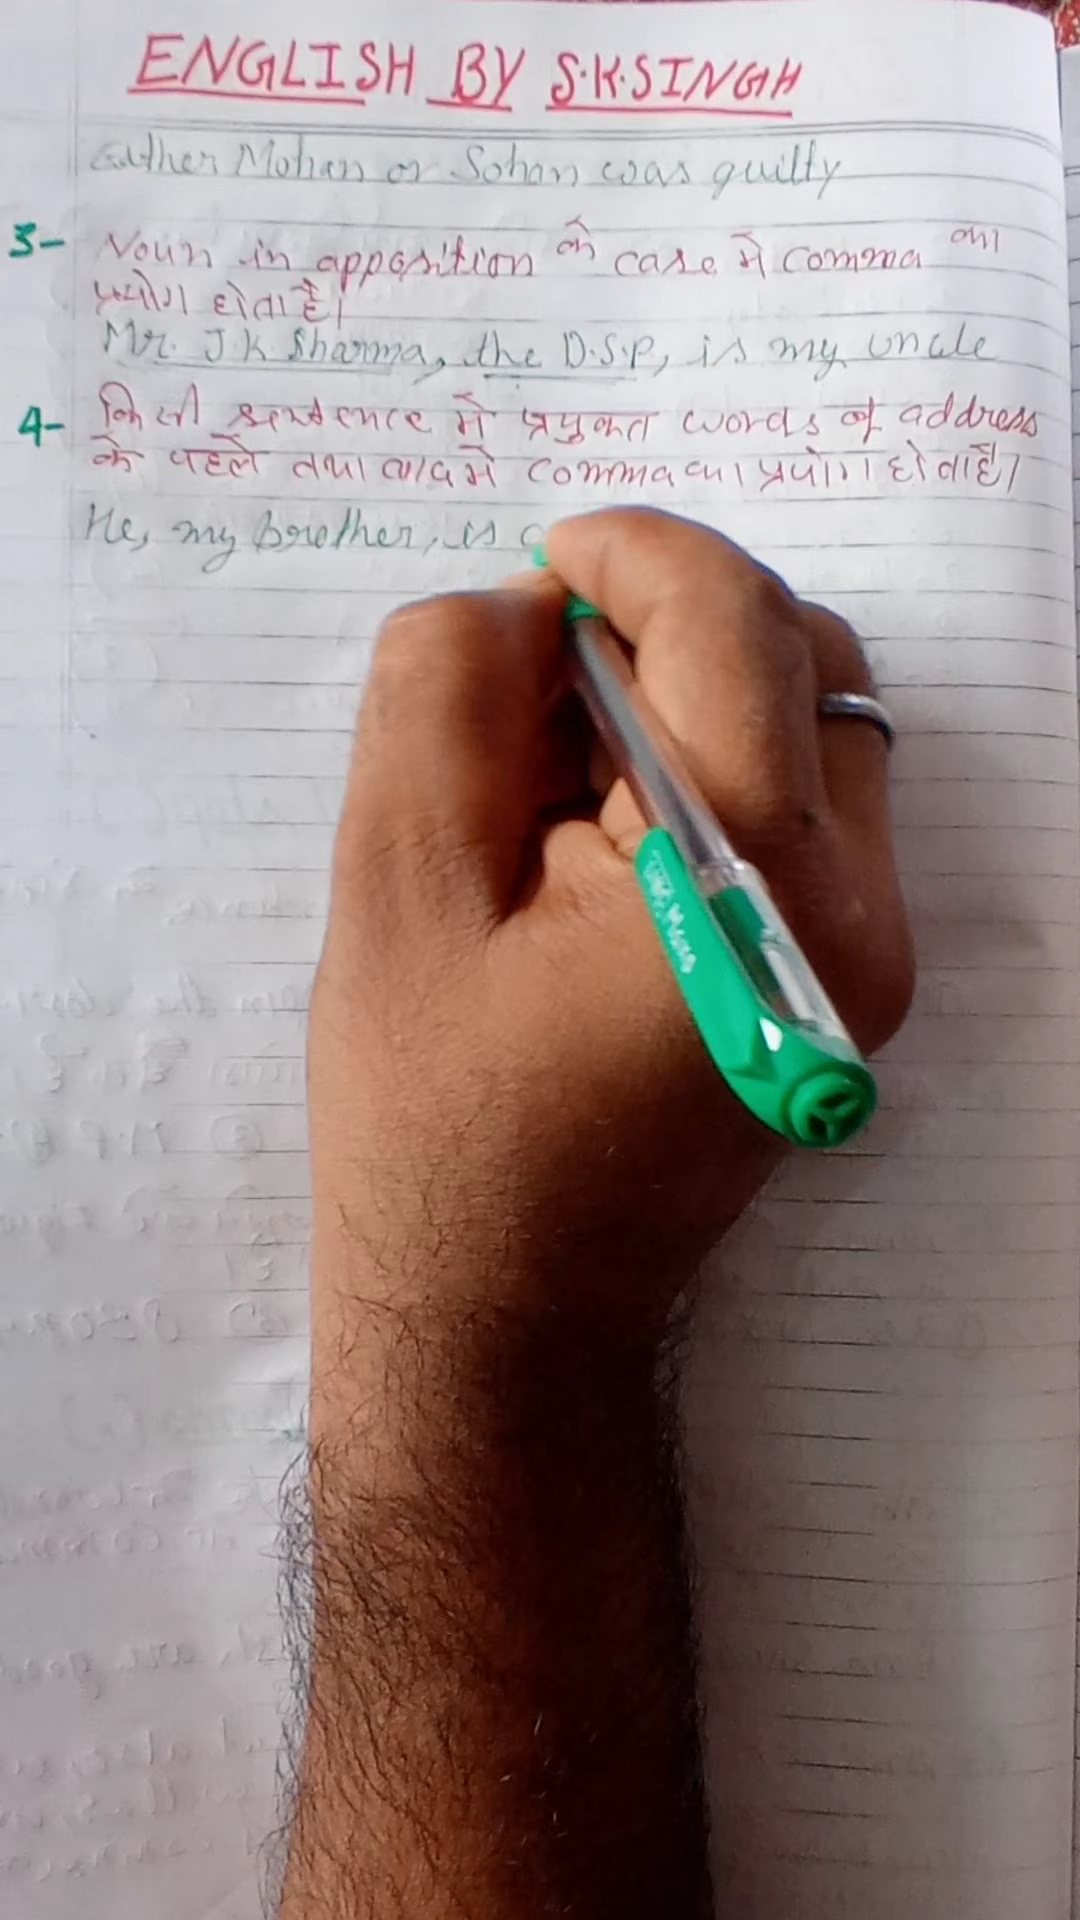 ENGLISH BY S.K.SINGH
Eather Mohan or Sohan was guilty
3- Noun in apposition के case में comma का
प्रयोग होता है।
Mr. J.K Sharma, the D.S.P, is my uncle
4- किसी sentence में प्रयुक्त words of address
के पहले तथा बाद में comma का प्रयोग होता है।
He, my brother, is